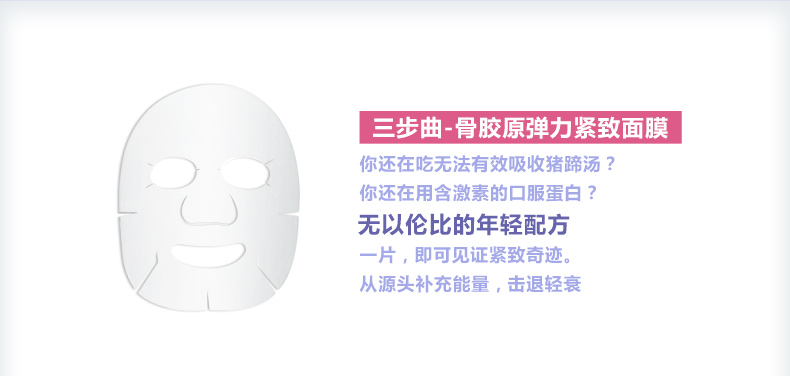 三步曲-骨胶原弹力紧致面膜
你还在吃无法有效吸收猪蹄汤？
你还在用含激素的口服蛋白？
无以伦比的年轻配方
一片，即可见证紧致奇迹。
从源头补充能量，击退轻衰